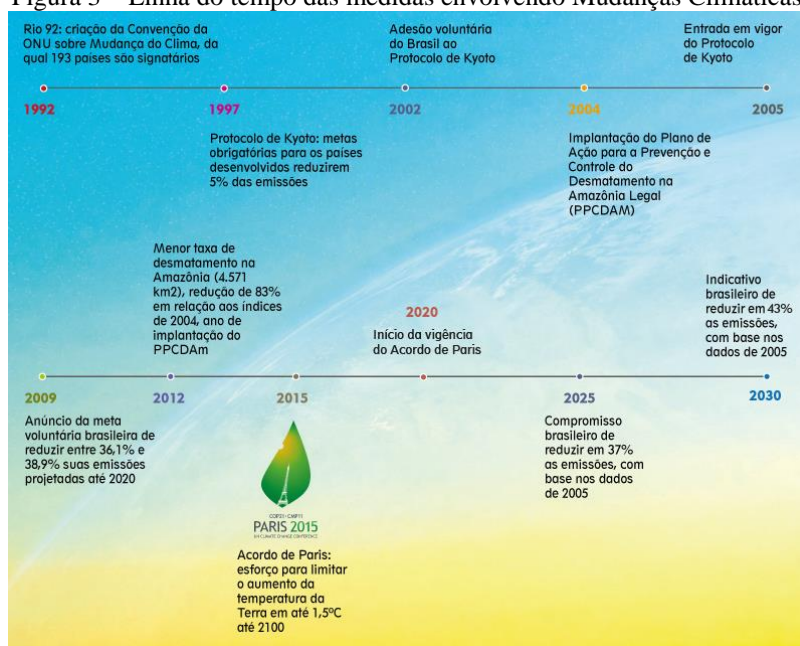 Figura 3 – Linha do tempo das medidas envolvendo Mudanças Climáticas
Rio 92: criação da Convenção da
ONU sobre Mudança do Clima, da
qual 193 países são signatários
Adesão voluntária
do Brasil ao
Protocolo de Kyoto
Entrada em vigor
do Protocolo
de Kyoto
1992
1997
2002
2004
2005
Protocolo de Kyoto: metas
obrigatórias para os países
desenvolvidos reduzirem
5% das emissões
Implantação do Plano de
Ação para a Prevenção e
Controle do
Desmatamento na
Amazônia Legal
(PPCDAM)
Menor taxa de
desmatamento na
Amazônia (4.571
km2), redução de 83%
em relação aos índices
de 2004, ano de
implantação do
PPCDAm
2020
Início da vigência
do Acordo de Paris
Indicativo
brasileiro de
reduzir em 43%
as emissões,
com base nos
dados de 2005
2009
2012
2015
2025
2030
Anúncio da meta
voluntária brasileira de
reduzir entre 36,1% e
38,9% suas emissões
projetadas até 2020
Compromisso
brasileiro de
reduzir em 37%
as emissões, com
base nos dados
de 2005
COP21·CMP11
PARIS 2015
UN CLIMATE CHANGE CONFERENCE
Acordo de Paris:
esforço para limitar
o aumento da
temperatura da
Terra em até 1,5ºC
até 2100